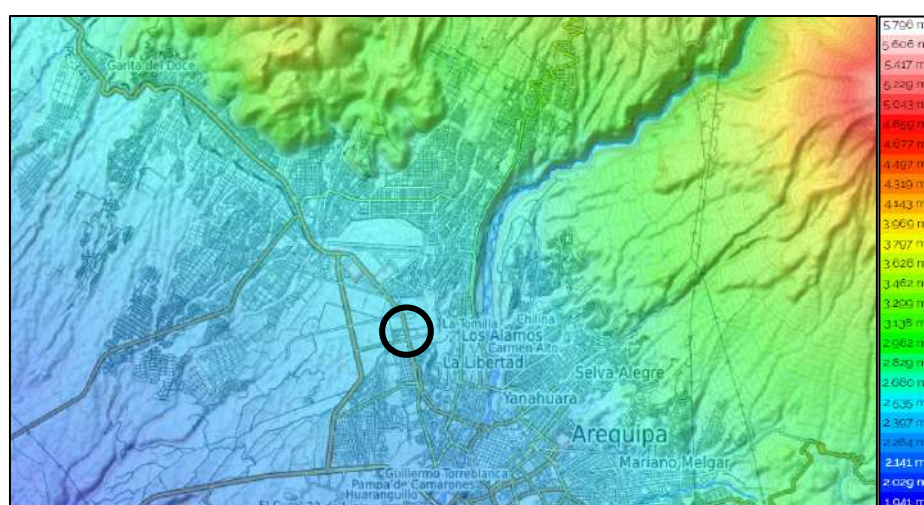 Garita del Doce
La Tomilla
Chilina
Los Alamos
Carmen Alto
La Libertad
Selva Alegre
Yanahuara
Arequipa
Mariano Melgar
Guillermo Torreblanca
Pampa de Camarones
Huaranguillo
5.796 m
5.606 m
5.417 m
5.229 m
5.043 m
4.859 m
4.677 m
4.497 m
4.319 m
4.143 m
3.969 m
3.797 m
3.628 m
3.462 m
3.299 m
3.138 m
2.982 m
2.829 m
2.680 m
2.535 m
2.397 m
2.264 m
2.141 m
2.029 m
1.941 m